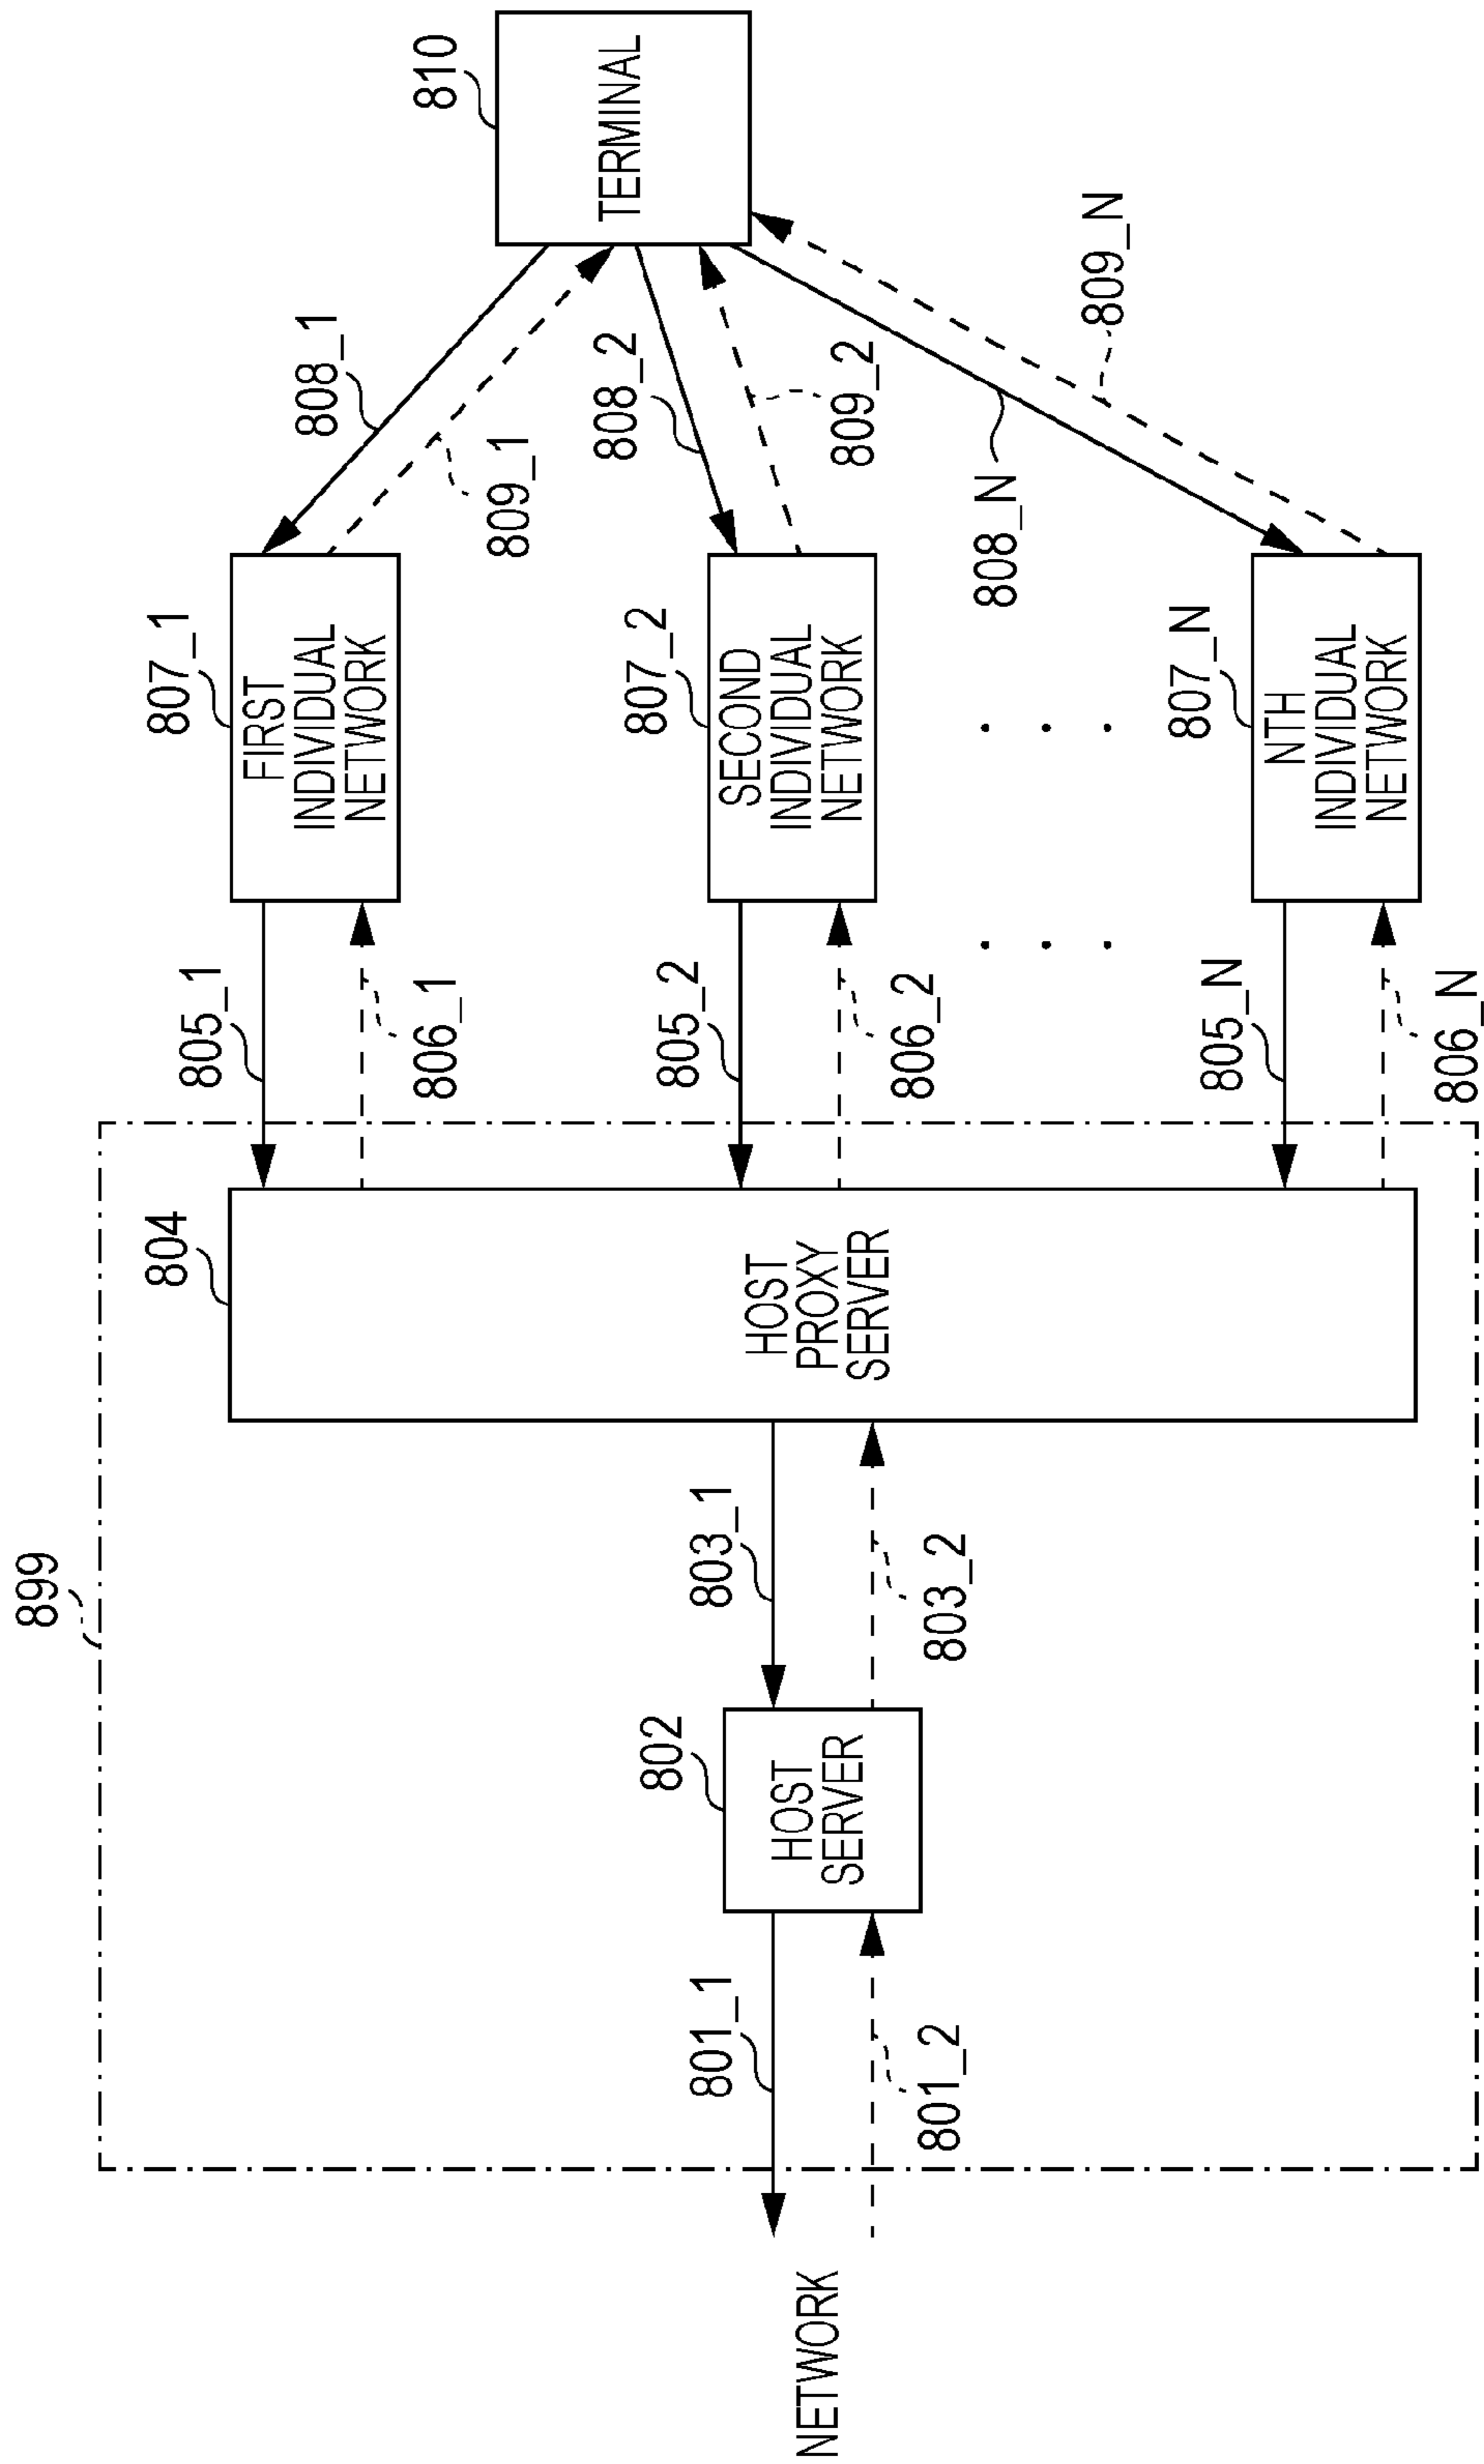 899
NETWORK
801_1
801_2
802
HOST
SERVER
803_1
803_2
804
HOST
PROXY
SERVER
805_1
806_1
805_2
806_2
805_N
806_N
807_1
FIRST
INDIVIDUAL
NETWORK
807_2
SECOND
INDIVIDUAL
NETWORK
. . .
. . .
807_N
NTH
INDIVIDUAL
NETWORK
808_1
809_1
808_2
809_2
808_N
809_N
810
TERMINAL